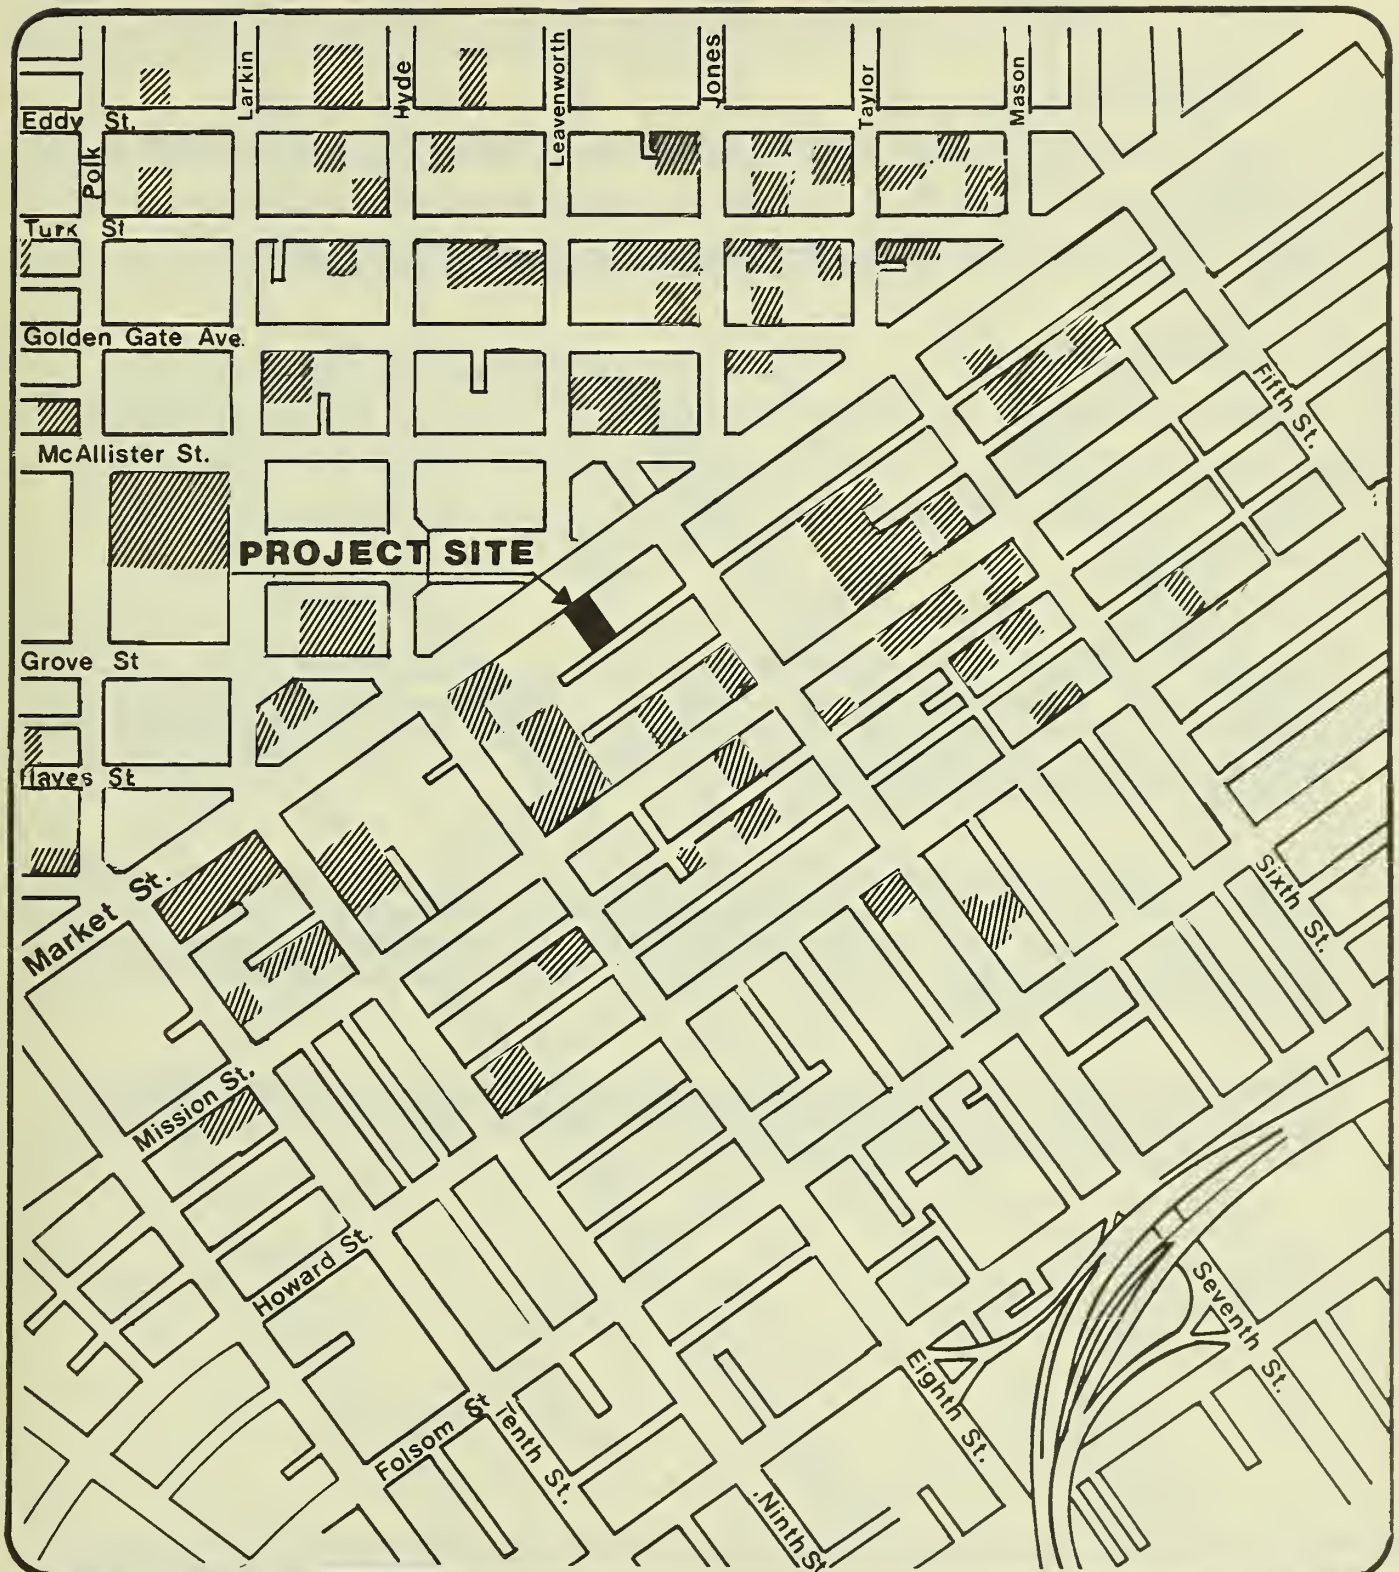 Larkin
Hyde
Leavenworth
Jones
Taylor
Mason
Eddy St.
Polk
Turk St
Golden Gate Ave.
Fifth St.
McAllister St.
PROJECT SITE
Grove St
Hayes St
Market St.
Sixth St.
Mission St.
Howard St.
Seventh St.
Eighth St.
Folsom St
Tenth St.
Ninth St